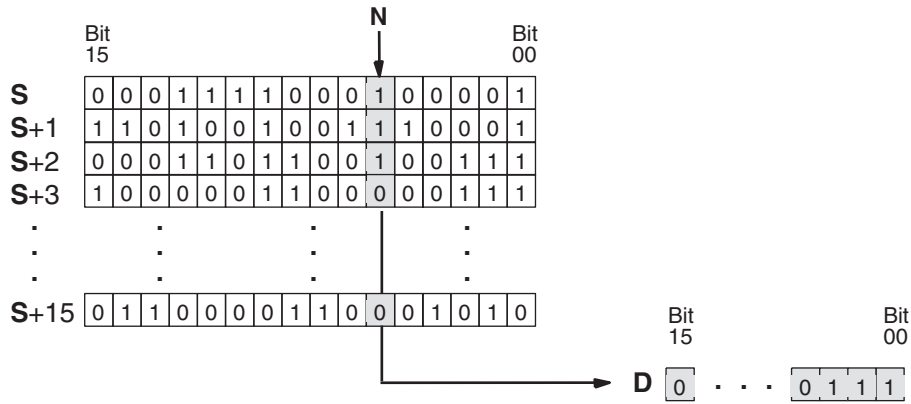 N
Bit 15 Bit 00
S 0 0 0 1 1 1 1 0 0 0 1 0 0 0 0 1
S+1 1 1 0 1 0 0 1 0 0 1 1 1 0 0 0 1
S+2 0 0 0 1 1 0 1 1 0 0 1 0 0 1 1 1
S+3 1 0 0 0 0 0 1 1 0 0 0 0 0 1 1 1
S+15 0 1 1 0 0 0 0 1 1 0 0 0 1 0 1 0
Bit 15 Bit 00
D 0 . . . 0 1 1 1